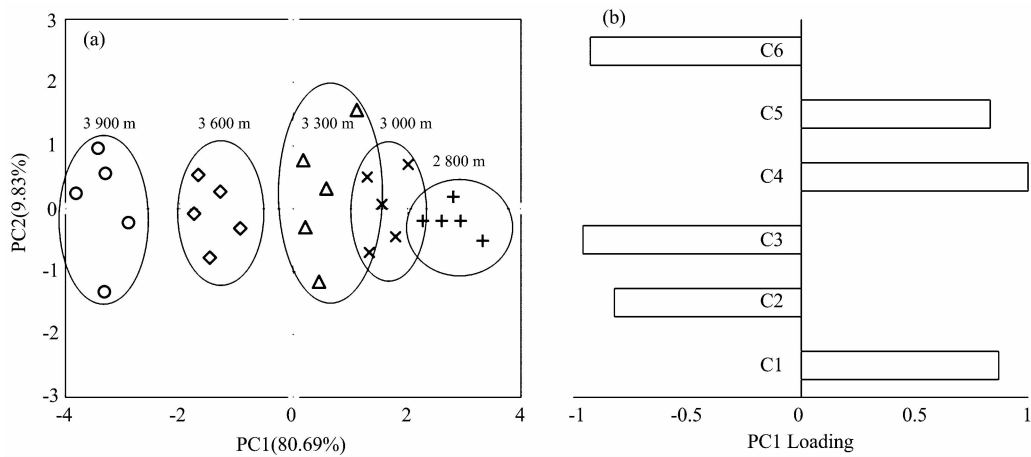 (a)
3
2
1
0
-1
-2
-3
PC2(9.83%)
3 900 m
3 600 m
3 300 m
3 000 m
2 800 m
-4
-2
0
2
4
PC1(80.69%)
(b)
C6
C5
C4
C3
C2
C1
-1
-0.5
0
0.5
1
PC1 Loading